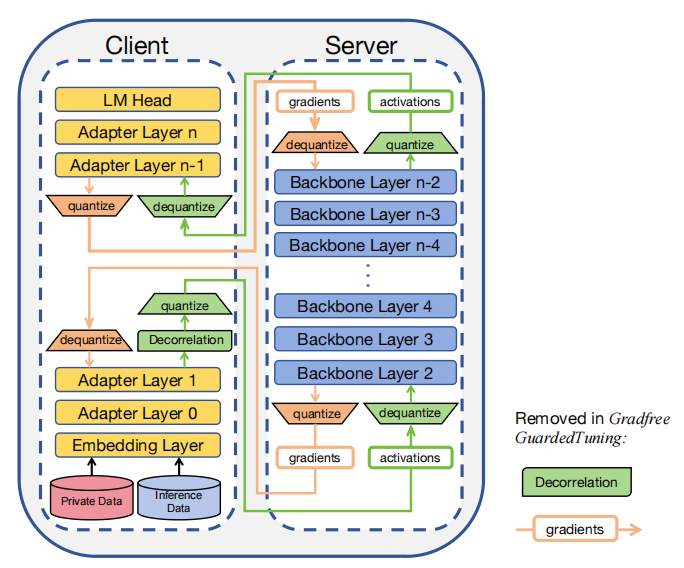 Client
LM Head
Adapter Layer n
Adapter Layer n-1
quantize
dequantize
quantize
dequantize
Decorrelation
Adapter Layer 1
Adapter Layer 0
Embedding Layer
Private Data
Inference
Data
Server
gradients
activations
dequantize
quantize
Backbone Layer n-2
Backbone Layer n-3
Backbone Layer n-4
Backbone Layer 4
Backbone Layer 3
Backbone Layer 2
quantize
dequantize
gradients
activations
Removed in Gradfree
GuardedTuning:
Decorrelation
gradients